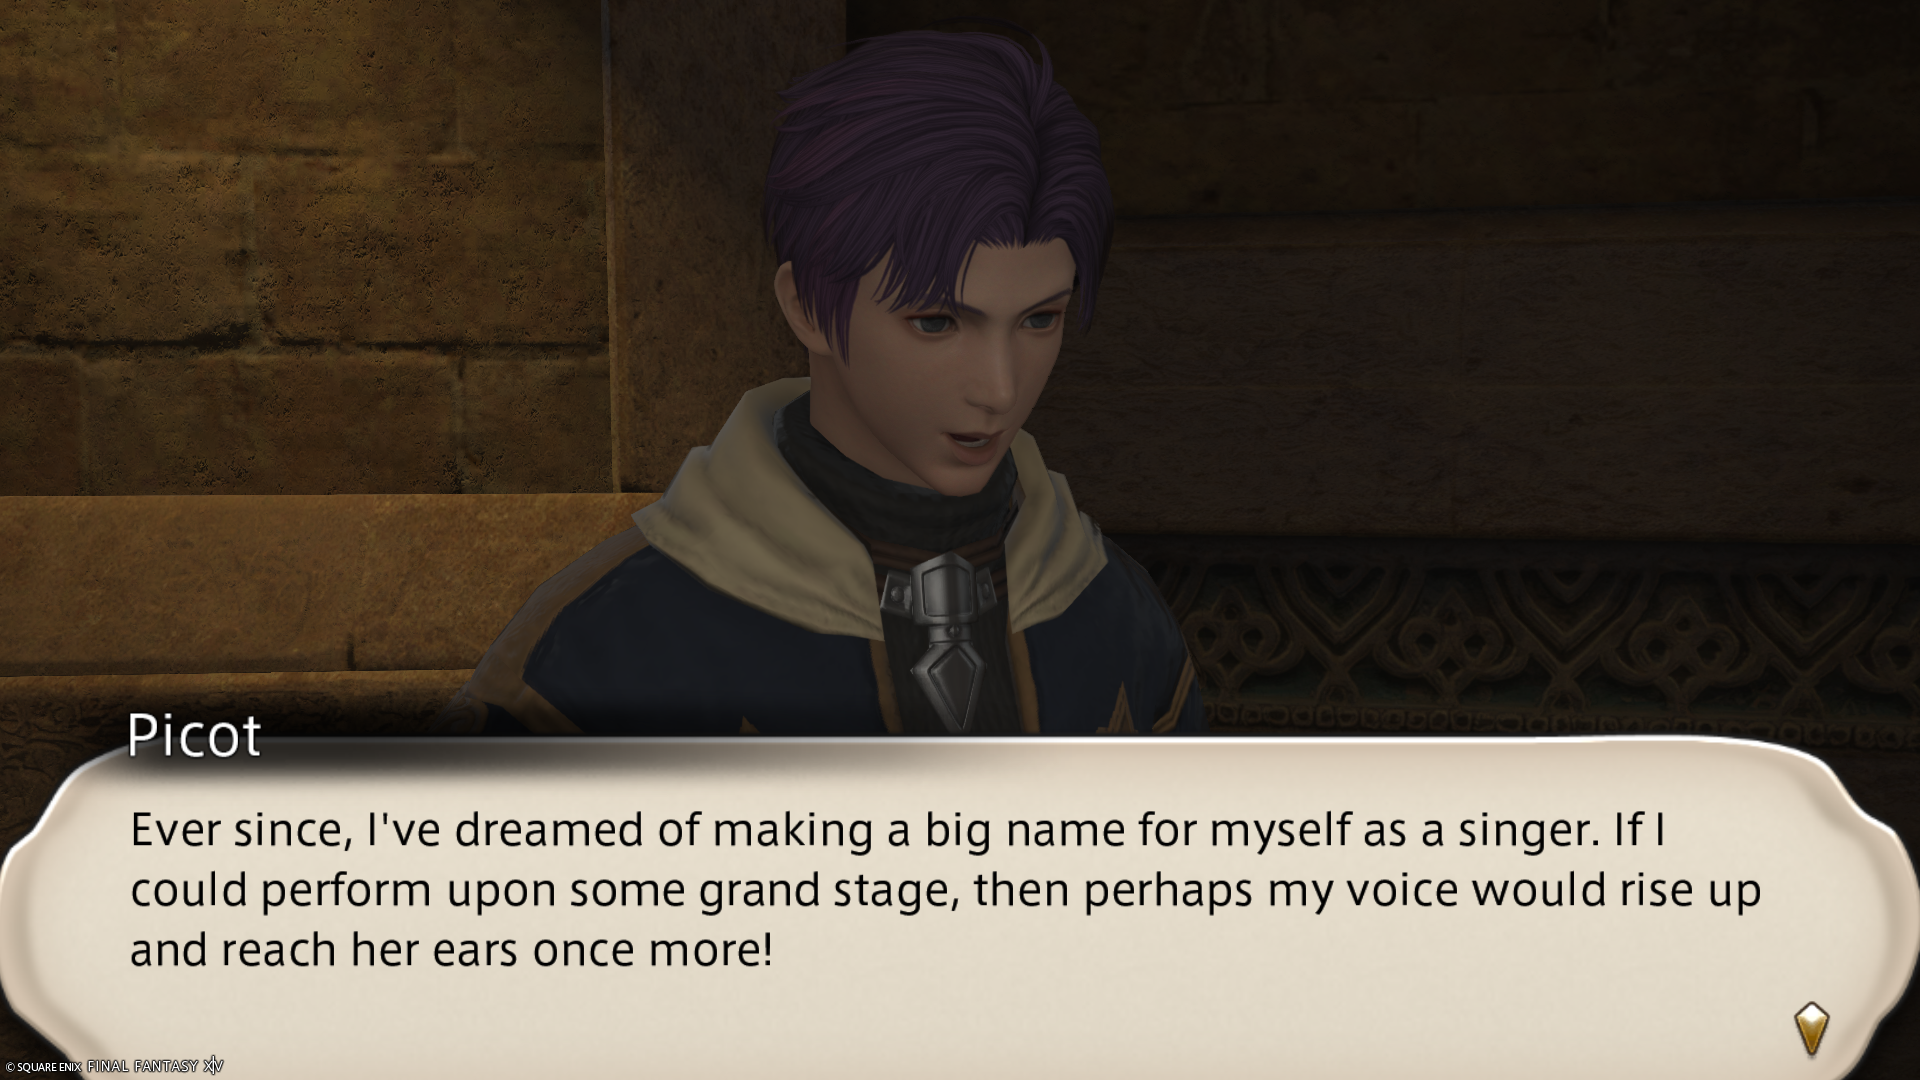 Picot
Ever since, I've dreamed of making a big name for myself as a singer. If I
could perform upon some grand stage, then perhaps my voice would rise up
and reach her ears once more!
© SQUARE ENIX FINAL FANTASY XIV